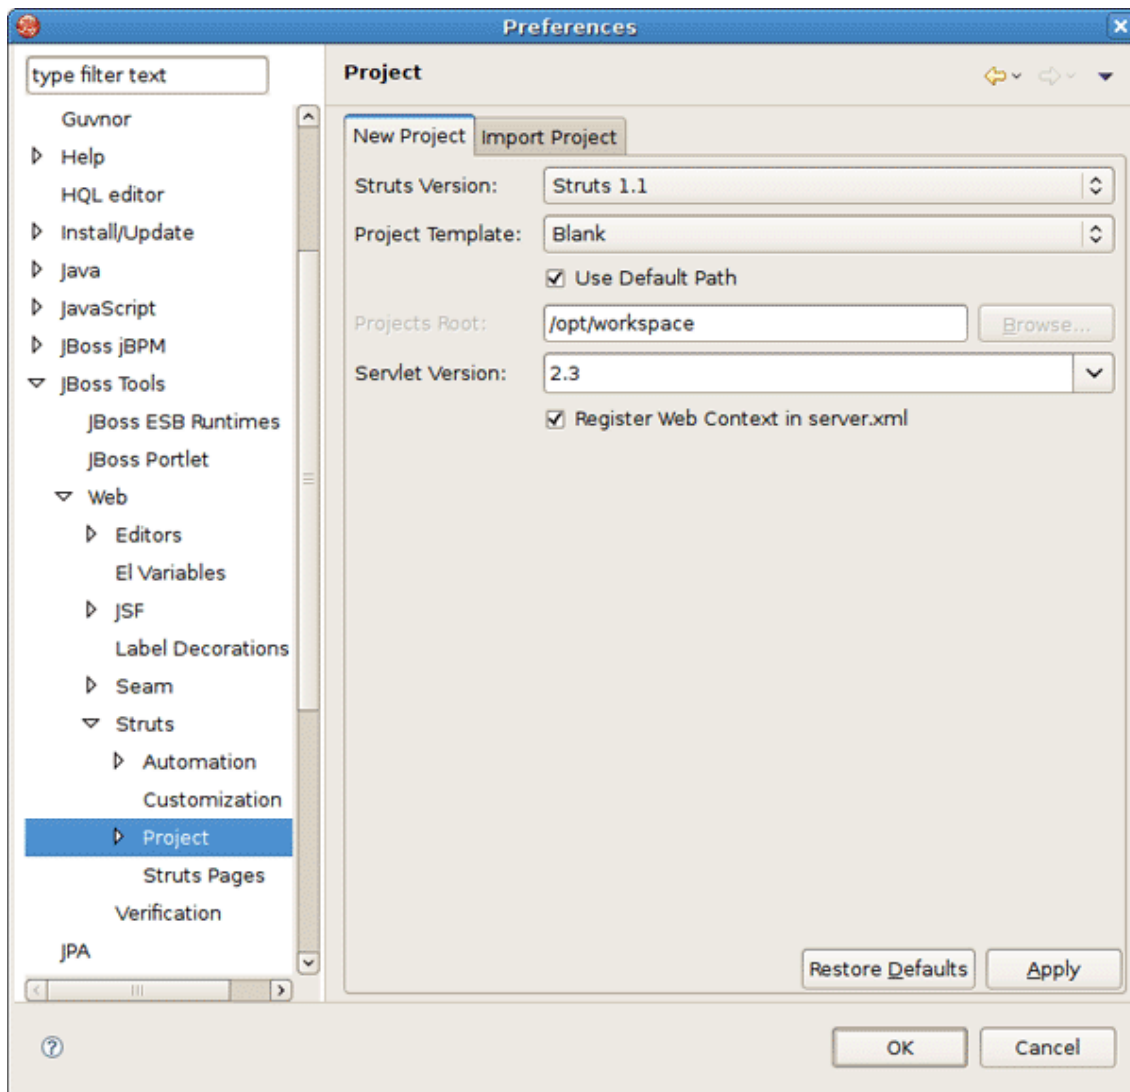 Preferences
type filter text
Guvnor
Help
HQL editor
Install/Update
Java
JavaScript
JBoss jBPM
JBoss Tools
JBoss ESB Runtimes
JBoss Portlet
Web
Editors
El Variables
JSF
Label Decorations
Seam
Struts
Automation
Customization
Project
Struts Pages
Verification
JPA
Project
New Project Import Project
Struts Version: Struts 1.1
Project Template: Blank
Use Default Path
Projects Root: /opt/workspace Browse...
Servlet Version: 2.3
Register Web Context in server.xml
Restore Defaults Apply
OK Cancel